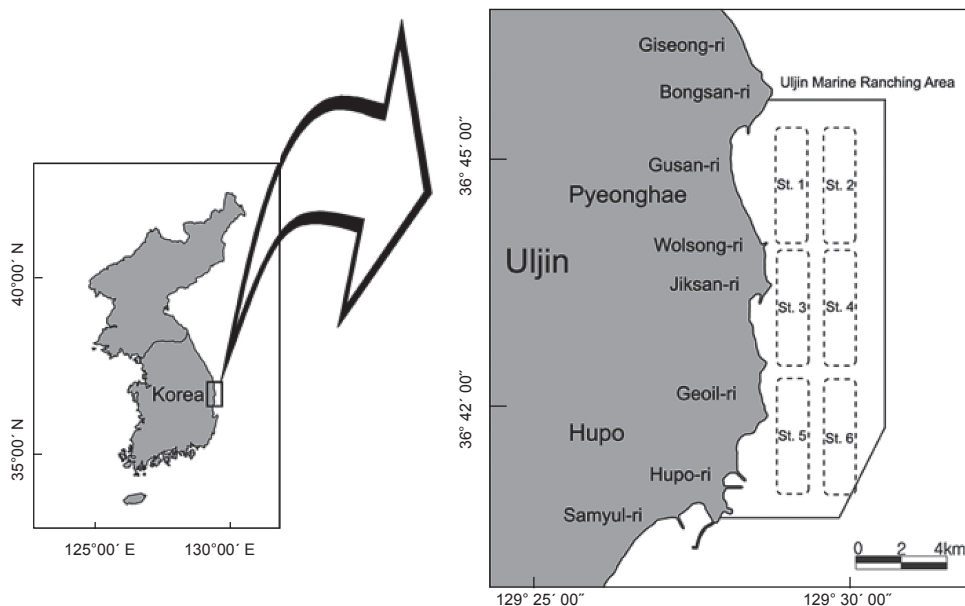 40°00′ N
35°00′ N
125°00′ E
130°00′ E
Korea
Giseong-ri
Bongsan-ri
Uljin Marine Ranching Area
36° 45′ 00″
Gusan-ri
St. 1
St. 2
Pyeonghae
Wolsong-ri
Uljin
Jiksan-ri
St. 3
St. 4
Geoil-ri
36° 42′ 00″
Hupo
St. 5
St. 6
Hupo-ri
Samyul-ri
0 2 4km
129° 25′ 00″
129° 30′ 00″